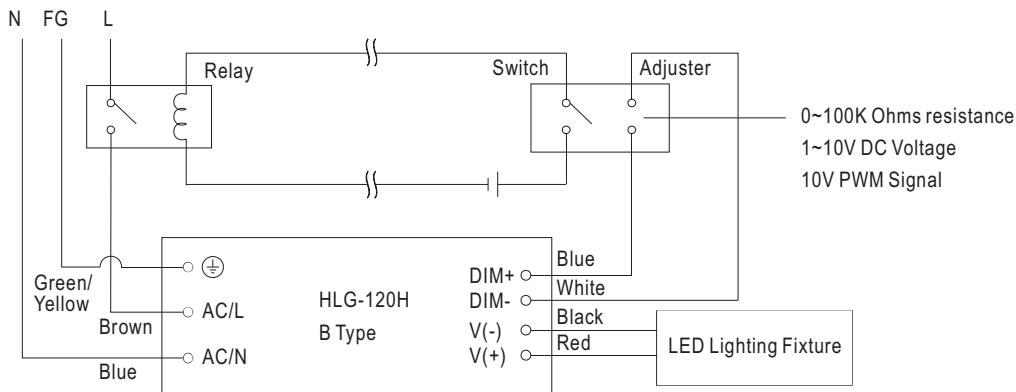 N FG L
Relay
Switch
Adjuster
0~100K Ohms resistance
1~10V DC Voltage
10V PWM Signal
Green/
Yellow
Brown
Blue
AC/L
AC/N
HLG-120H
B Type
DIM+
DIM-
V(-)
V(+)
Blue
White
Black
Red
LED Lighting Fixture